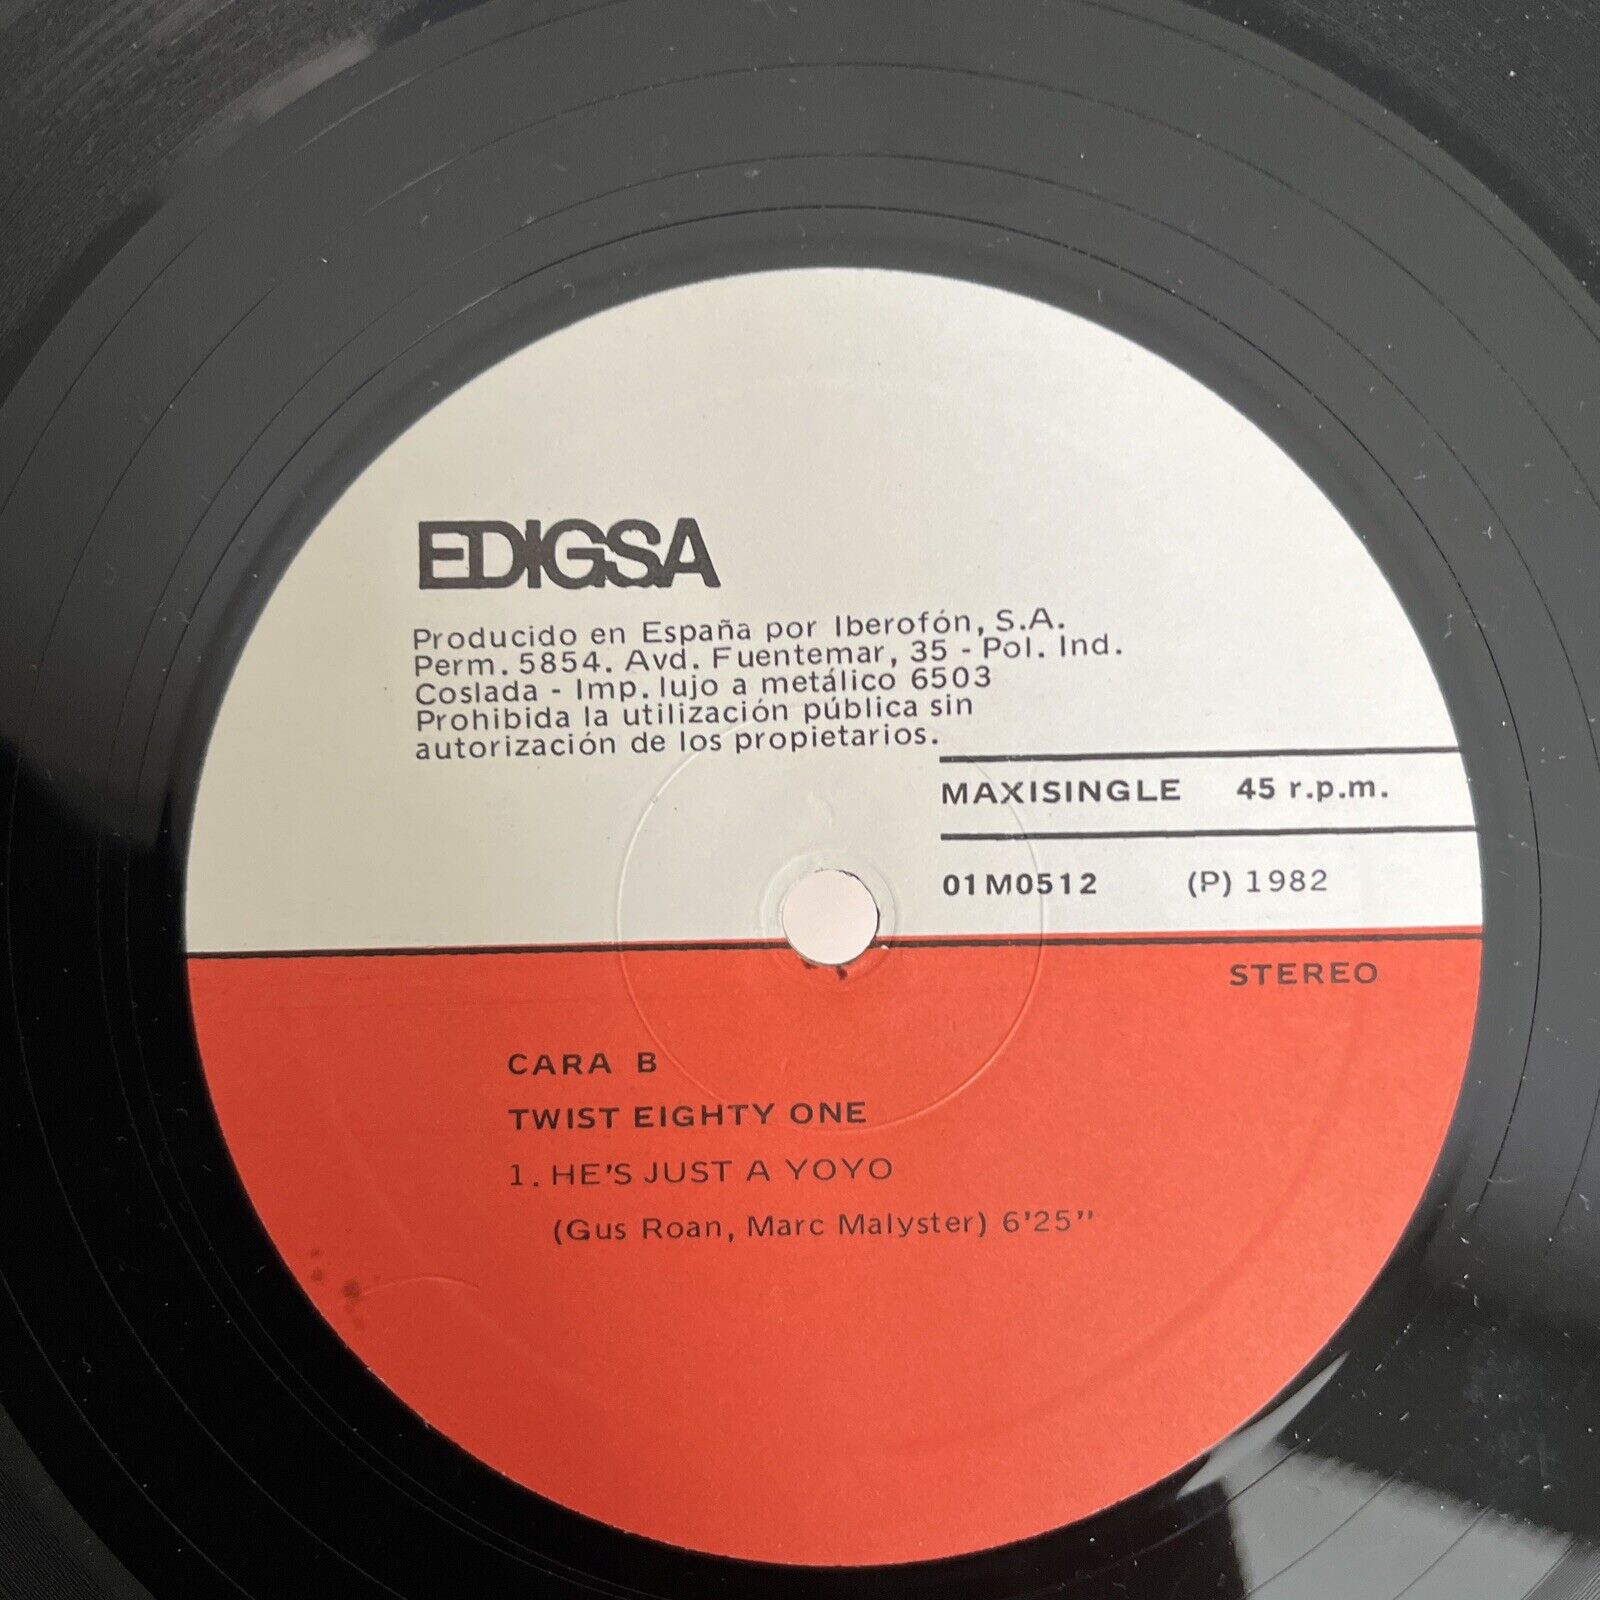 EDIGSA
Producido en España por Iberofón, S.A.
Perm. 5854. Avd. Fuentemar, 35 - Pol. Ind.
Coslada - Imp. lujo a metálico 6503
Prohibida la utilización pública sin
autorización de los propietarios.
MAXISINGLE 45 r.p.m.
01M0512 (P) 1982
STEREO
CARA B
TWIST EIGHTY ONE
1. HE'S JUST A YOYO
(Gus Roan, Marc Malyster) 6'25"